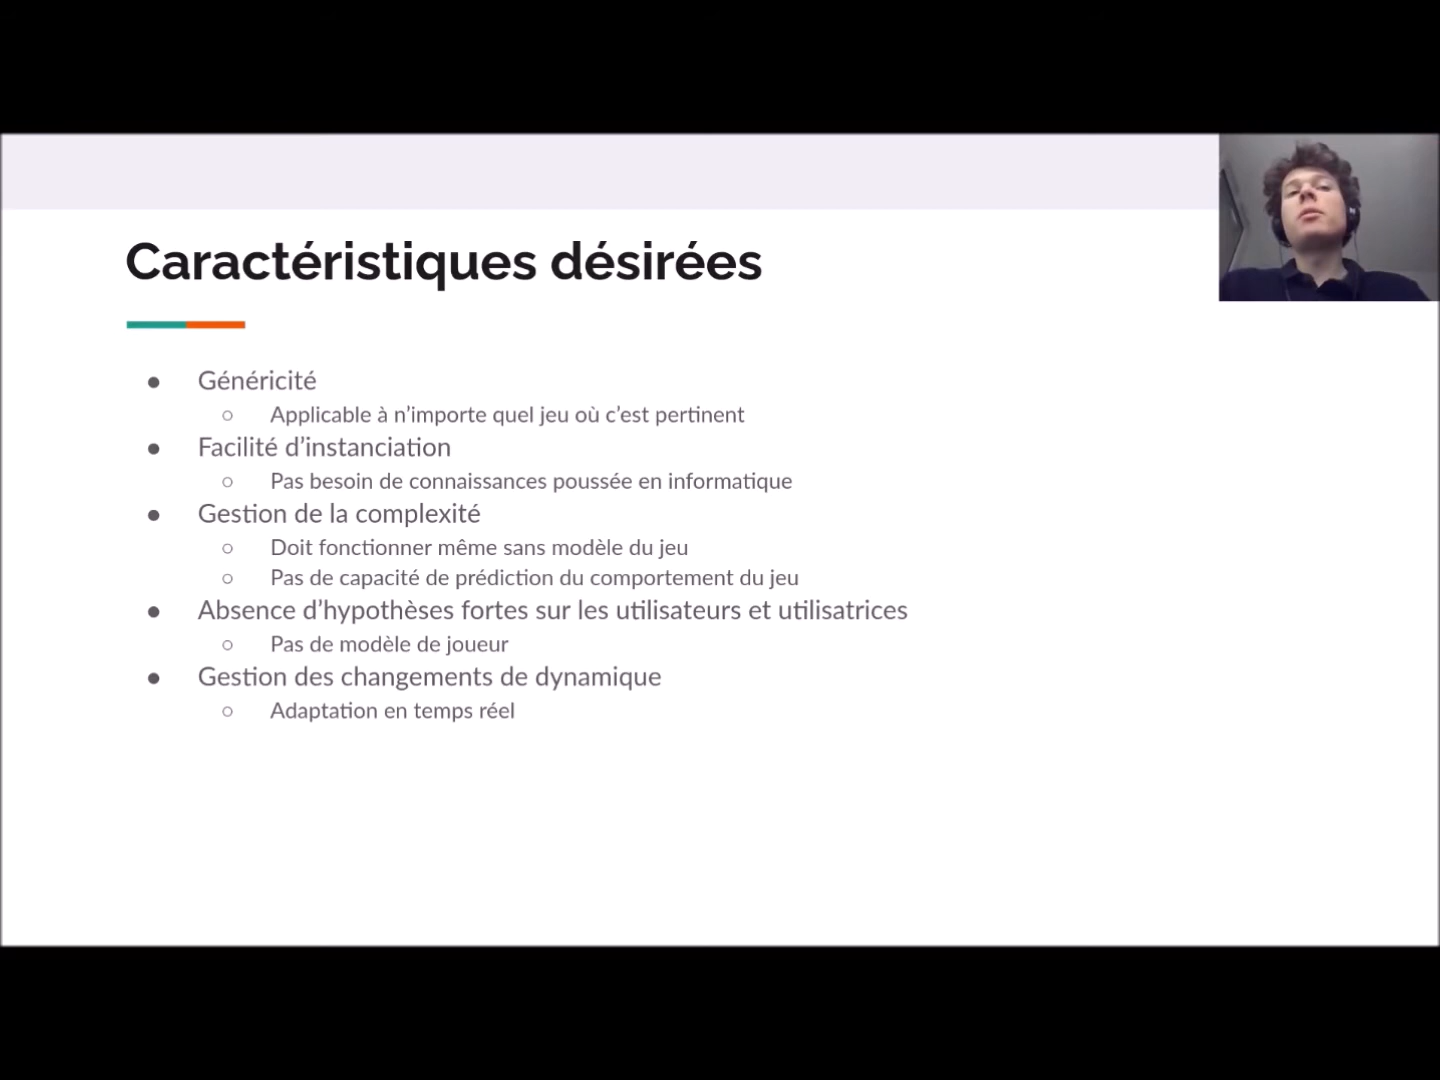 Caractéristiques désirées
● Généricité
○ Applicable à n’importe quel jeu où c’est pertinent
● Facilité d’instanciation
○ Pas besoin de connaissances poussée en informatique
● Gestion de la complexité
○ Doit fonctionner même sans modèle du jeu
○ Pas de capacité de prédiction du comportement du jeu
● Absence d’hypothèses fortes sur les utilisateurs et utilisatrices
○ Pas de modèle de joueur
● Gestion des changements de dynamique
○ Adaptation en temps réel